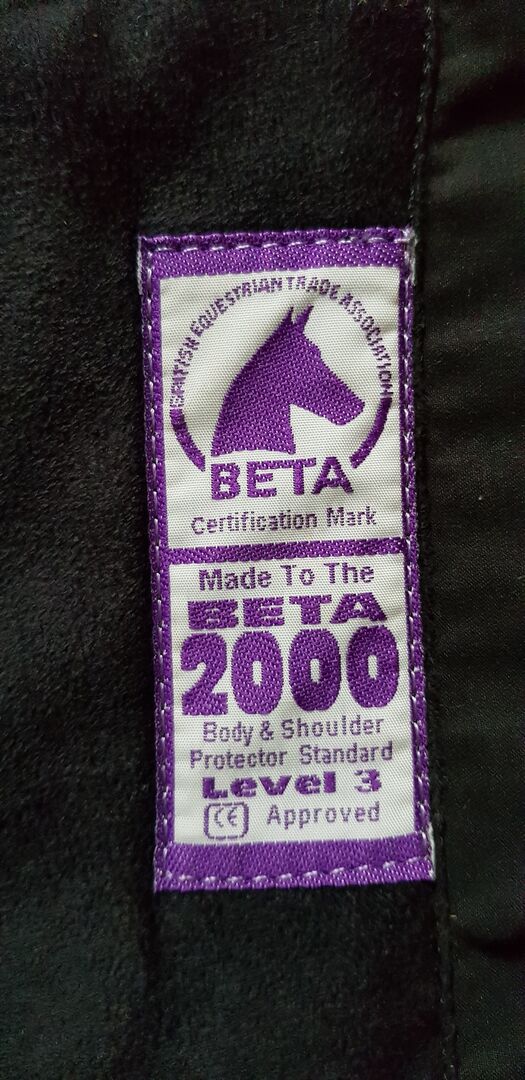 BRITISH EQUESTRIAN TRADE ASSOCIATION
BETA
Certification Mark
Made To The
BETA
2000
Body & Shoulder
Protector Standard
Level 3
CE Approved